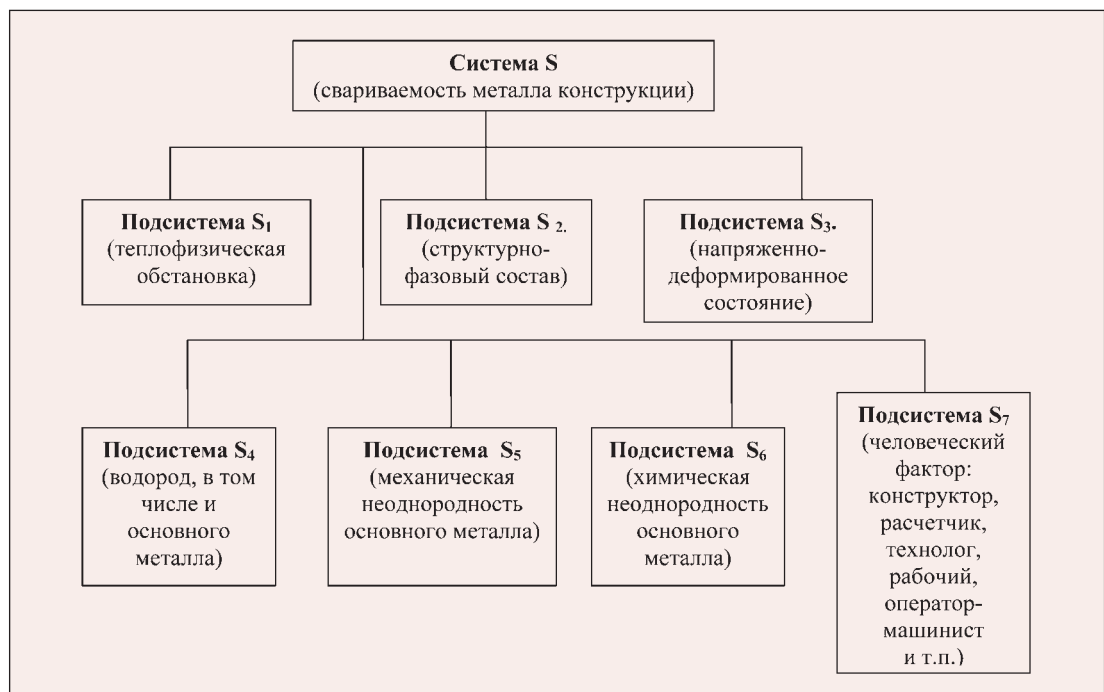 Система S
(свариваемость металла конструкции)
Подсистема S1
(теплофизическая
обстановка)
Подсистема S 2.
(структурно-
фазовый состав)
Подсистема S3.
(напряженно-
деформированное
состояние)
Подсистема S4
(водород, в том
числе и
основного
металла)
Подсистема S5
(механическая
неоднородность
основного металла)
Подсистема S6
(химическая
неоднородность
основного
металла)
Подсистема S7
(человеческий
фактор:
конструктор,
расчетчик,
технолог,
рабочий,
оператор-
машинист
и т.п.)